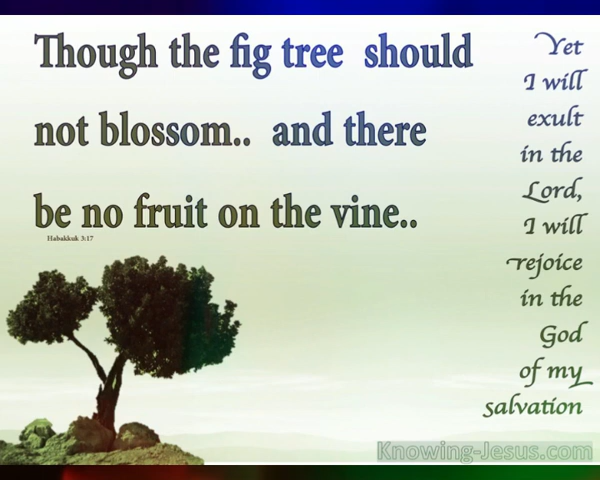 Though the fig tree should
not blossom.. and there
be no fruit on the vine..
Habakkuk 3:17
Yet
I will
exult
in the
Lord,
I will
rejoice
in the
God
of my
salvation
Knowing-Jesus.com